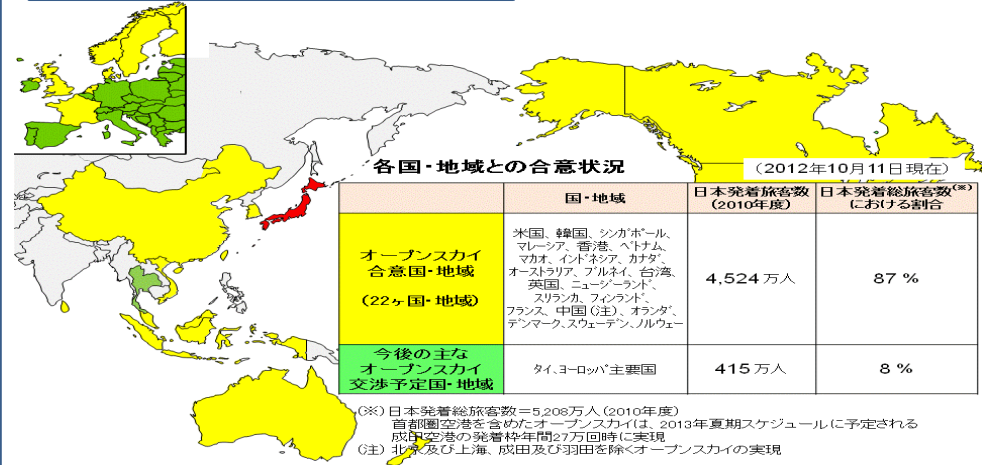 各国・地域との合意状況
（2012年10月11日現在）
国・地域
日本発着旅客数
（2010年度）
日本発着総旅客数(※)
における割合
オープンスカイ
合意国・地域
（22ヶ国・地域）
米国、韓国、シンガポール、
マレーシア、香港、ベトナム、
マカオ、インドネシア、カナダ、
オーストラリア、ブルネイ、台湾、
英国、ニュージーランド、
スリランカ、フィンランド、
フランス、中国（注）、オランダ、
デンマーク、スウェーデン、ノルウェー
4,524 万人
87 %
今後の主な
オープンスカイ
交渉予定国・地域
タイ、ヨーロッパ主要国
415 万人
8 %
(※) 日本発着総旅客数＝5,208万人（2010年度）
首都圏空港を含めたオープンスカイは、2013年夏期スケジュールに予定される
成田空港の発着枠年間27万回時に実現
(注) 北京及び上海、成田及び羽田を除くオープンスカイの実現